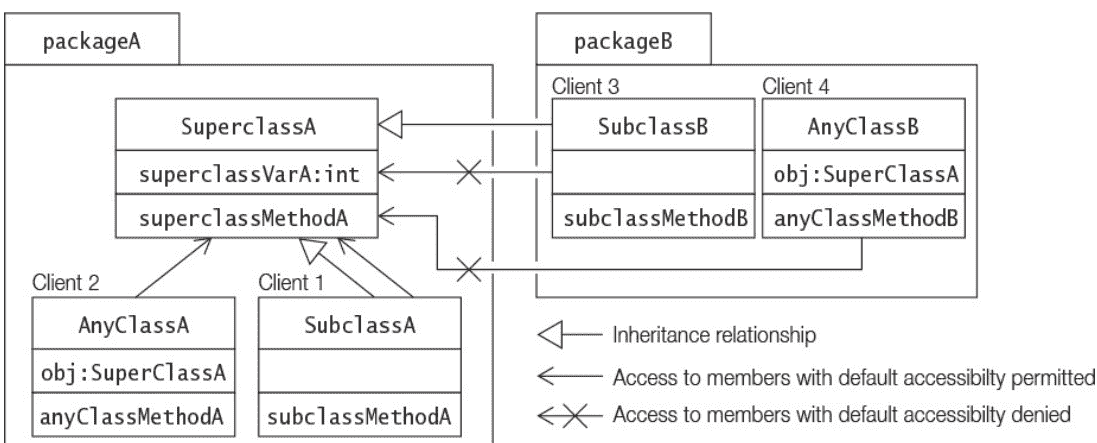 packageA
packageB
SuperclassA
superclassVarA:int
superclassMethodA
Client 3
SubclassB
subclassMethodB
Client 4
AnyClassB
obj:SuperClassA
anyClassMethodB
Client 2
AnyClassA
obj:SuperClassA
anyClassMethodA
Client 1
SubclassA
subclassMethodA
Inheritance relationship
Access to members with default accessibilty permitted
Access to members with default accessibilty denied